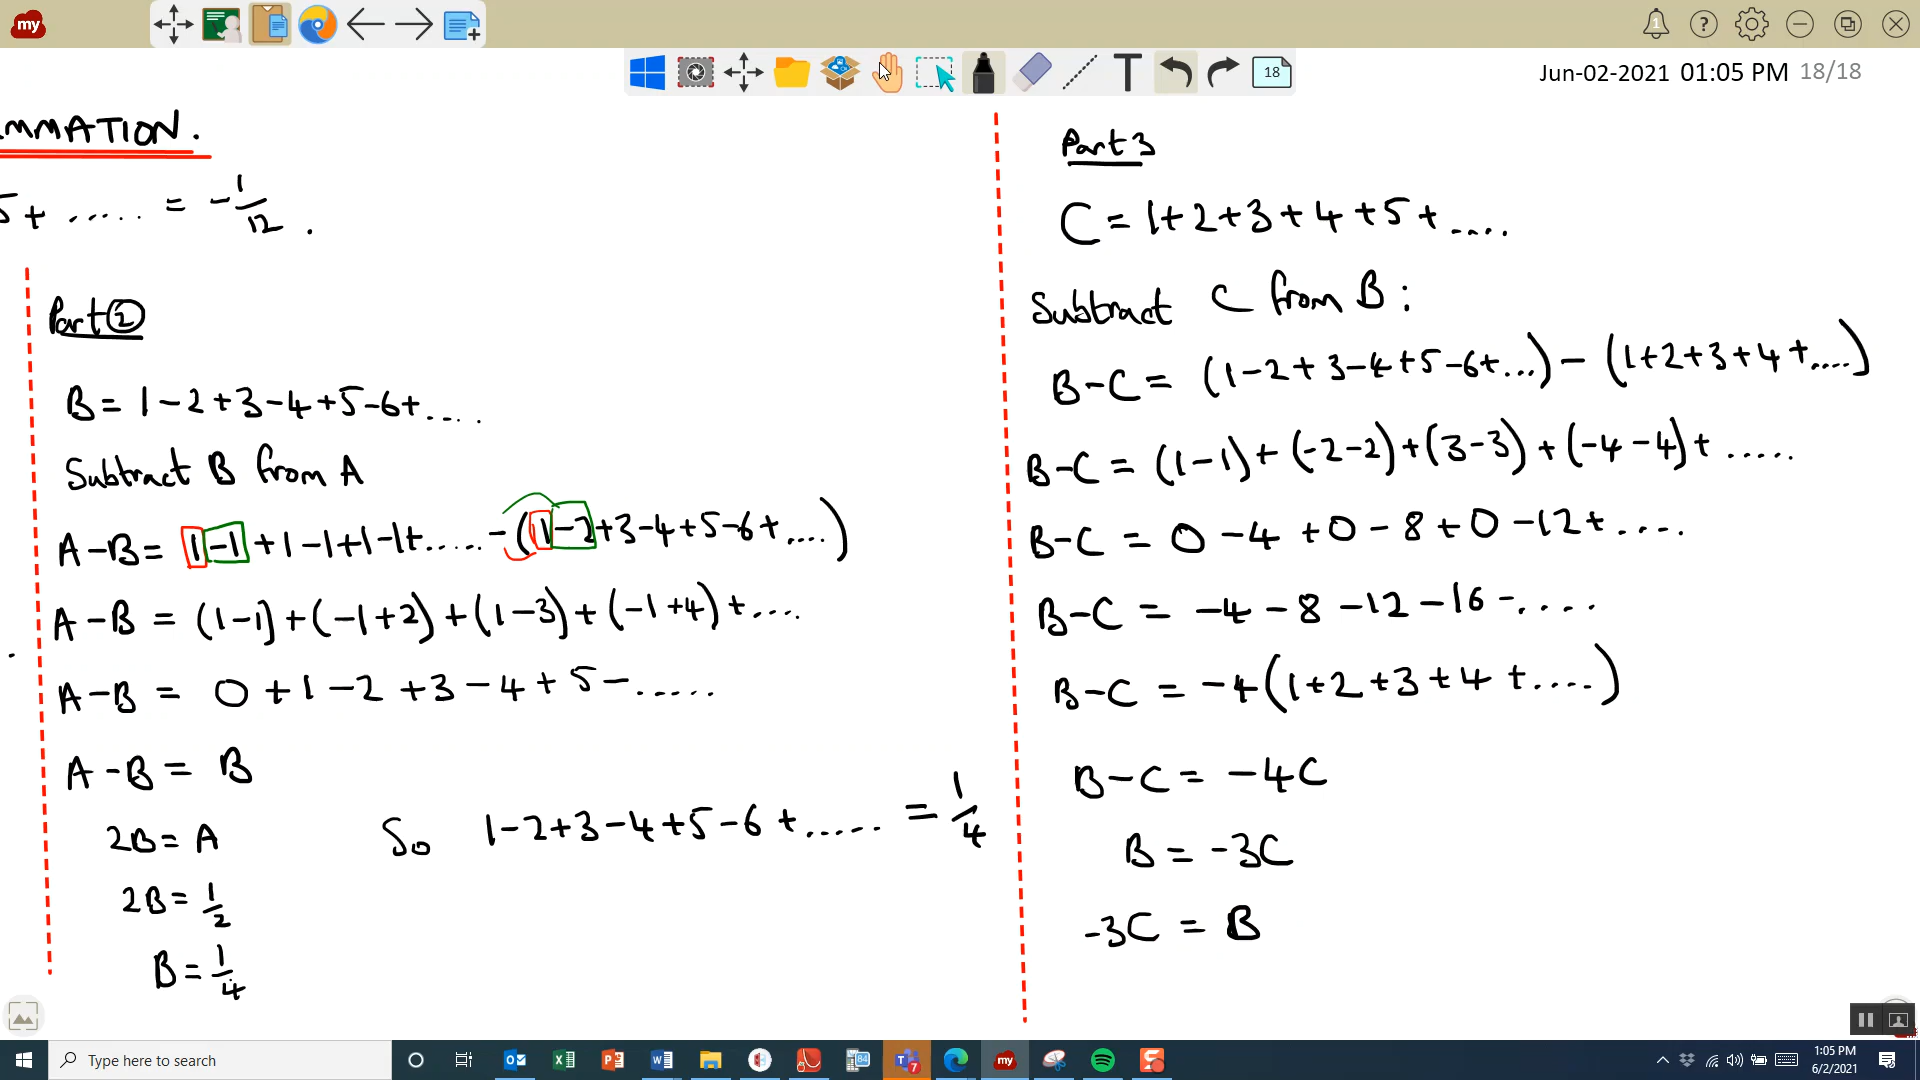 my
1
?
18
Jun-02-2021 01:05 PM 18/18
MMATION.
5+ ...... = -1/12 .
Part ②
B = 1-2+3-4+5-6+....
Subtract B from A
A-B = 1-1+1-1+1-1+...... -(1-2+3-4+5-6+....)
A-B = (1-1)+(-1+2)+(1-3)+(-1+4)+....
A-B = 0+1-2+3-4+5-......
A-B = B
2B = A
2B = 1/2
B = 1/4
So 1-2+3-4+5-6+...... = 1/4
Part 3
C = 1+2+3+4+5+....
Subtract C from B:
B-C = (1-2+3-4+5-6+...)-(1+2+3+4+....)
B-C = (1-1)+(-2-2)+(3-3)+(-4-4)+.....
B-C = 0-4+0-8+0-12+.....
B-C = -4-8-12-16-.....
B-C = -4(1+2+3+4+....)
B-C = -4C
B = -3C
-3C = B
Type here to search
84
7
my
1:05 PM
6/2/2021